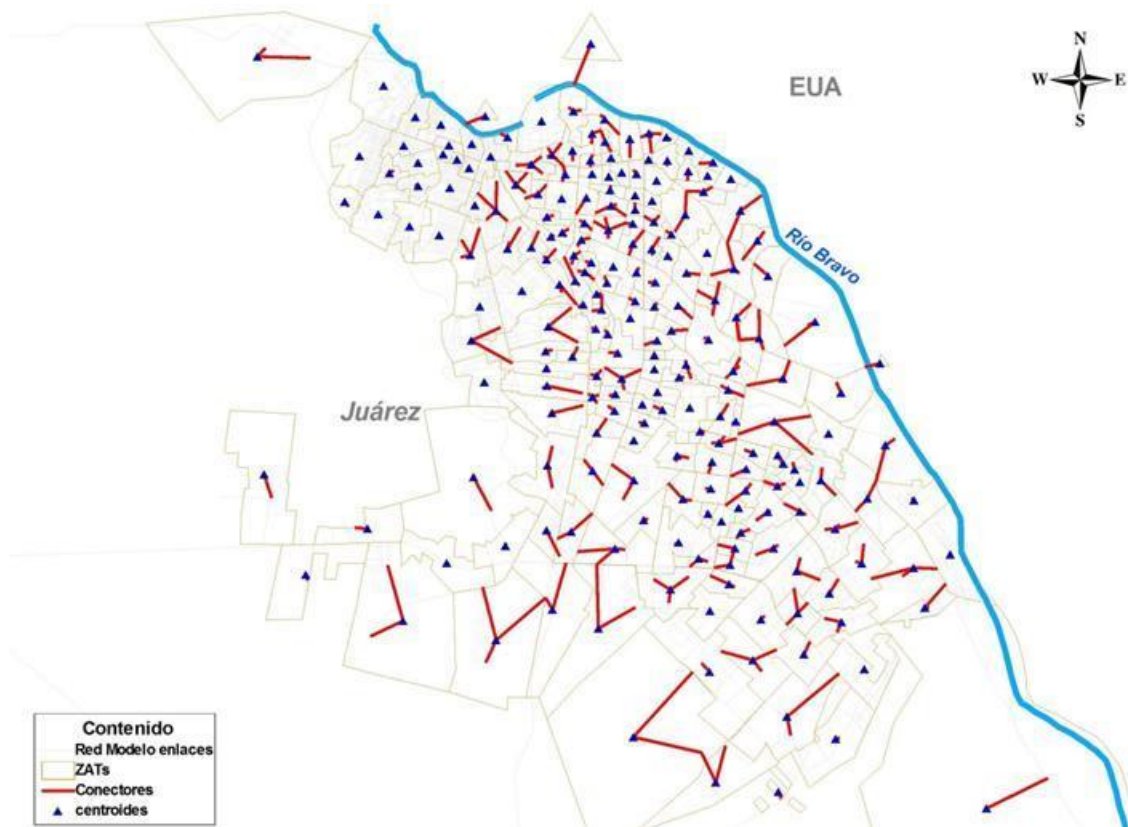 N
W E
S
EUA
Río Bravo
Juárez
Contenido
Red Modelo enlaces
ZATs
Conectores
centroides